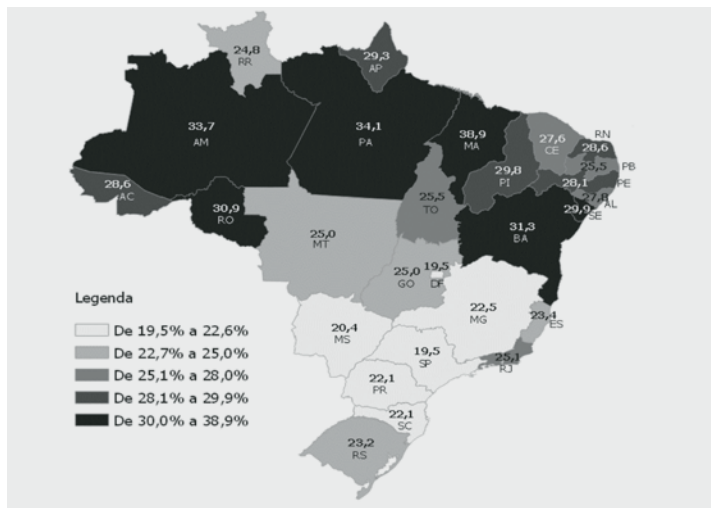 24,8
RR
29,3
AP
33,7
AM
34,1
PA
38,9
MA
27,6
CE
RN
28,6
25,5
PB
29,8
PI
28,1
PE
27,8
AL
29,9
SE
28,6
AC
30,9
RO
25,5
TO
31,3
BA
25,0
MT
25,0
GO
19,5
DF
22,5
MG
23,4
ES
20,4
MS
19,5
SP
25,1
RJ
22,1
PR
22,1
SC
23,2
RS
Legenda
De 19,5% a 22,6%
De 22,7% a 25,0%
De 25,1% a 28,0%
De 28,1% a 29,9%
De 30,0% a 38,9%